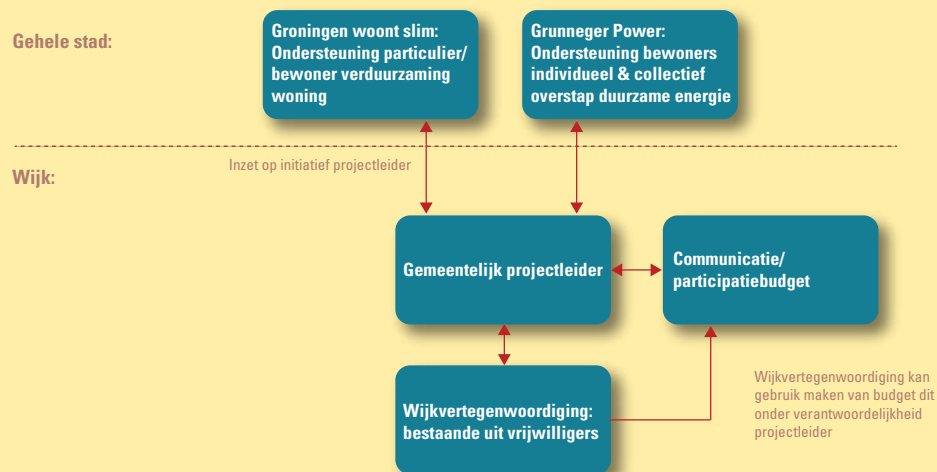 Gehele stad:
Groningen woont slim:
Ondersteuning particulier/
bewoner verduurzaming
woning
Grunneger Power:
Ondersteuning bewoners
individueel & collectief
overstap duurzame energie
Inzet op initiatief projectleider
Wijk:
Gemeentelijk projectleider
Communicatie/
participatiebudget
Wijkvertegenwoordiging:
bestaande uit vrijwilligers
Wijkvertegenwoordiging kan
gebruik maken van budget dit
onder verantwoordelijkheid
projectleider